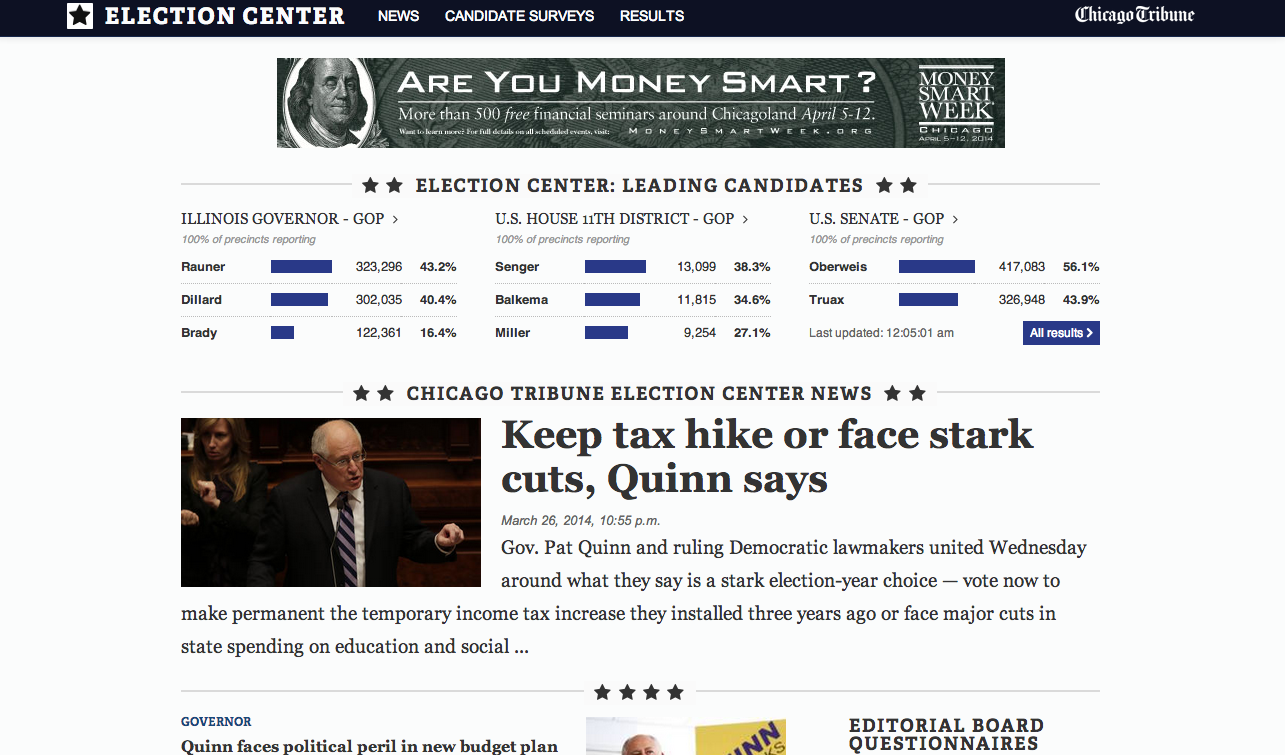 ELECTION CENTER NEWS CANDIDATE SURVEYS RESULTS Chicago Tribune
ARE YOU MONEY SMART?
More than 500 free financial seminars around Chicagoland April 5-12.
Want to learn more? For full details on all scheduled events, visit: MONEYSMARTWEEK.ORG
MONEY
SMART
WEEK
CHICAGO
APRIL 5-12, 2014
ELECTION CENTER: LEADING CANDIDATES
ILLINOIS GOVERNOR - GOP >
100% of precincts reporting
Rauner 323,296 43.2%
Dillard 302,035 40.4%
Brady 122,361 16.4%
U.S. HOUSE 11TH DISTRICT - GOP >
100% of precincts reporting
Senger 13,099 38.3%
Balkema 11,815 34.6%
Miller 9,254 27.1%
U.S. SENATE - GOP >
100% of precincts reporting
Oberweis 417,083 56.1%
Truax 326,948 43.9%
Last updated: 12:05:01 am All results >
CHICAGO TRIBUNE ELECTION CENTER NEWS
Keep tax hike or face stark
cuts, Quinn says
March 26, 2014, 10:55 p.m.
Gov. Pat Quinn and ruling Democratic lawmakers united Wednesday
around what they say is a stark election-year choice — vote now to
make permanent the temporary income tax increase they installed three years ago or face major cuts in
state spending on education and social ...
GOVERNOR
Quinn faces political peril in new budget plan
EDITORIAL BOARD
QUESTIONNAIRES